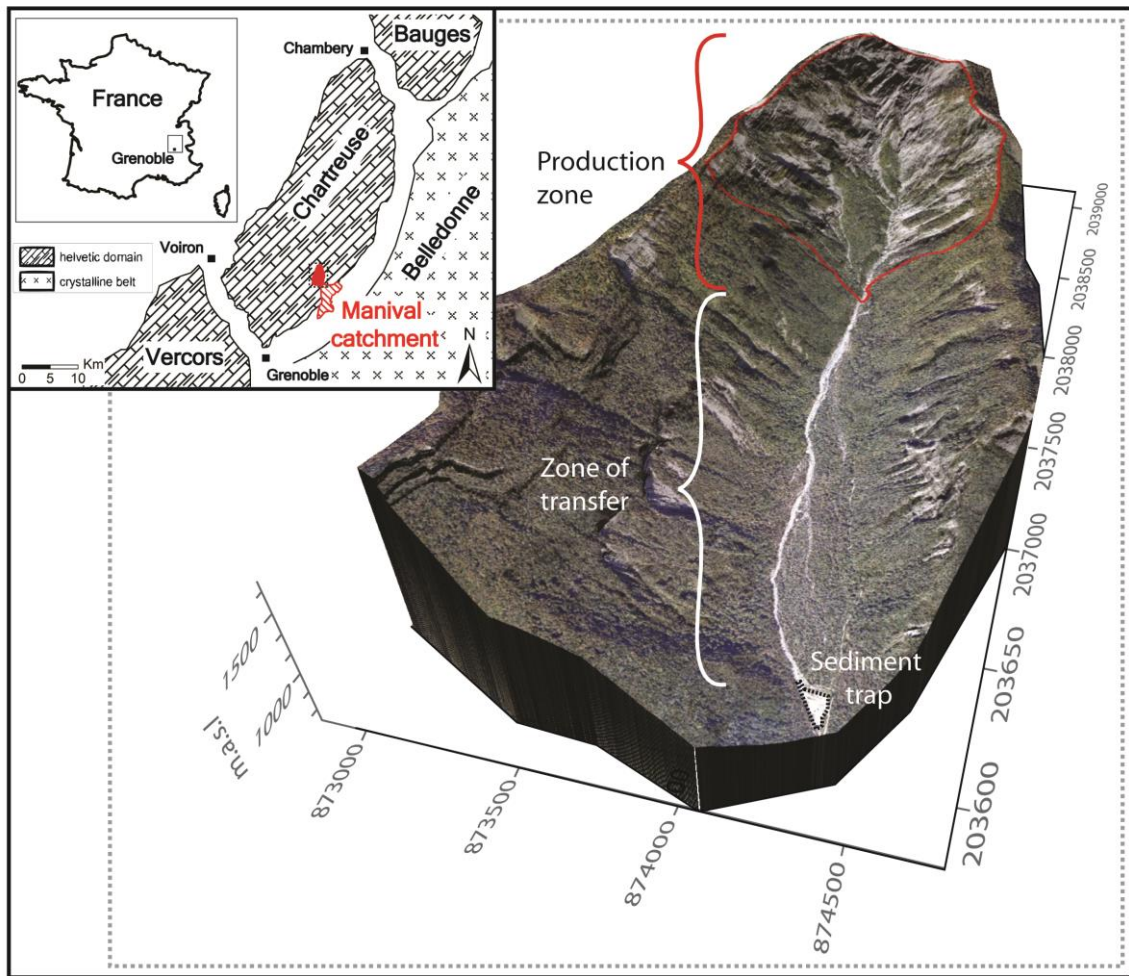 France
Grenoble
Bauges
Chambery
Chartreuse
Belledonne
helvetic domain
crystalline belt
Voiron
Manival
catchment
Vercors
N
Km
0 5 10
Grenoble
Production
zone
Zone of
transfer
Sediment
trap
2039000
2038500
2038000
2037500
2037000
203650
203600
1500
1000
m.a.s.l
873000
873500
874000
874500